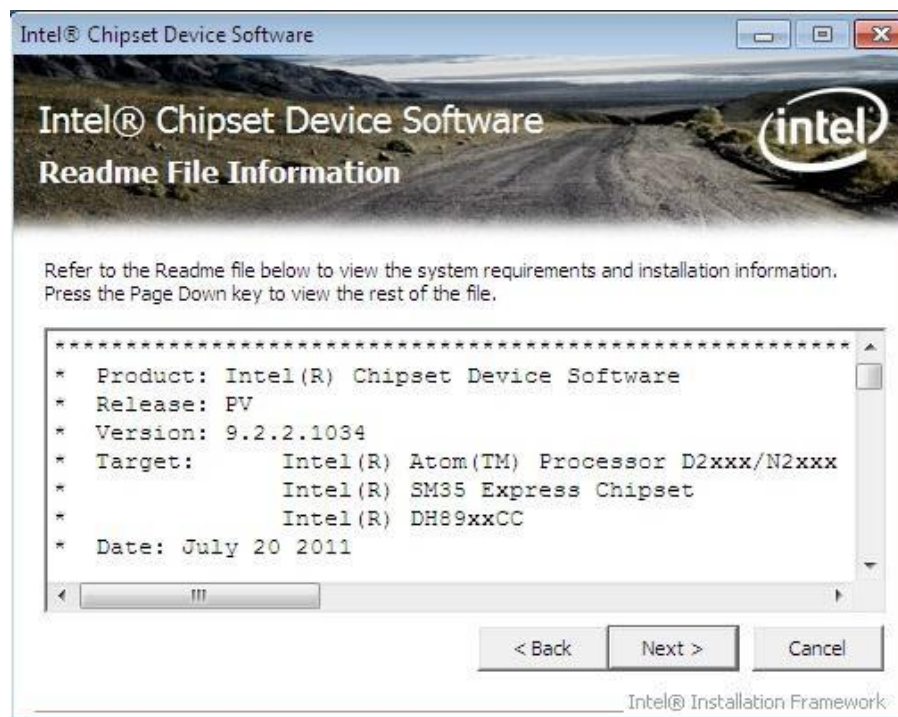 Intel® Chipset Device Software
Intel® Chipset Device Software
Readme File Information
intel
Refer to the Readme file below to view the system requirements and installation information.
Press the Page Down key to view the rest of the file.
********************************************************
* Product: Intel(R) Chipset Device Software
* Release: PV
* Version: 9.2.2.1034
* Target: Intel(R) Atom(TM) Processor D2xxx/N2xxx
* Intel(R) SM35 Express Chipset
* Intel(R) DH89xxCC
* Date: July 20 2011
< Back Next > Cancel
Intel® Installation Framework